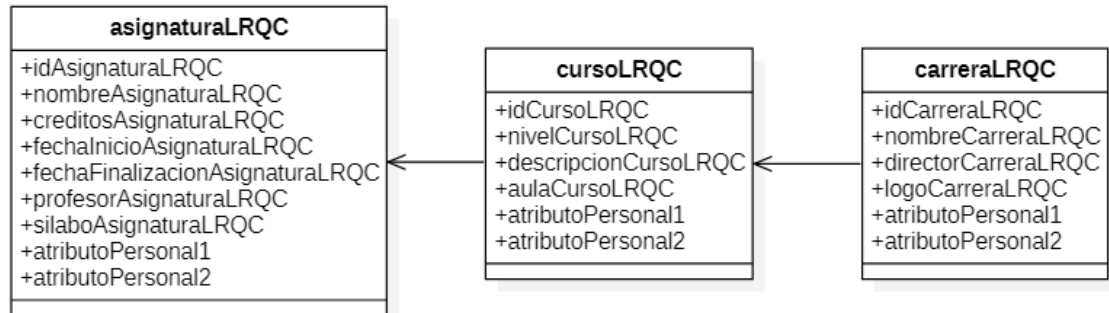 asignaturaLRQC
+idAsignaturaLRQC
+nombreAsignaturaLRQC
+creditosAsignaturaLRQC
+fechaInicioAsignaturaLRQC
+fechaFinalizacionAsignaturaLRQC
+profesorAsignaturaLRQC
+silaboAsignaturaLRQC
+atributoPersonal1
+atributoPersonal2
cursoLRQC
+idCursoLRQC
+nivelCursoLRQC
+descripcionCursoLRQC
+aulaCursoLRQC
+atributoPersonal1
+atributoPersonal2
carreraLRQC
+idCarreraLRQC
+nombreCarreraLRQC
+directorCarreraLRQC
+logoCarreraLRQC
+atributoPersonal1
+atributoPersonal2